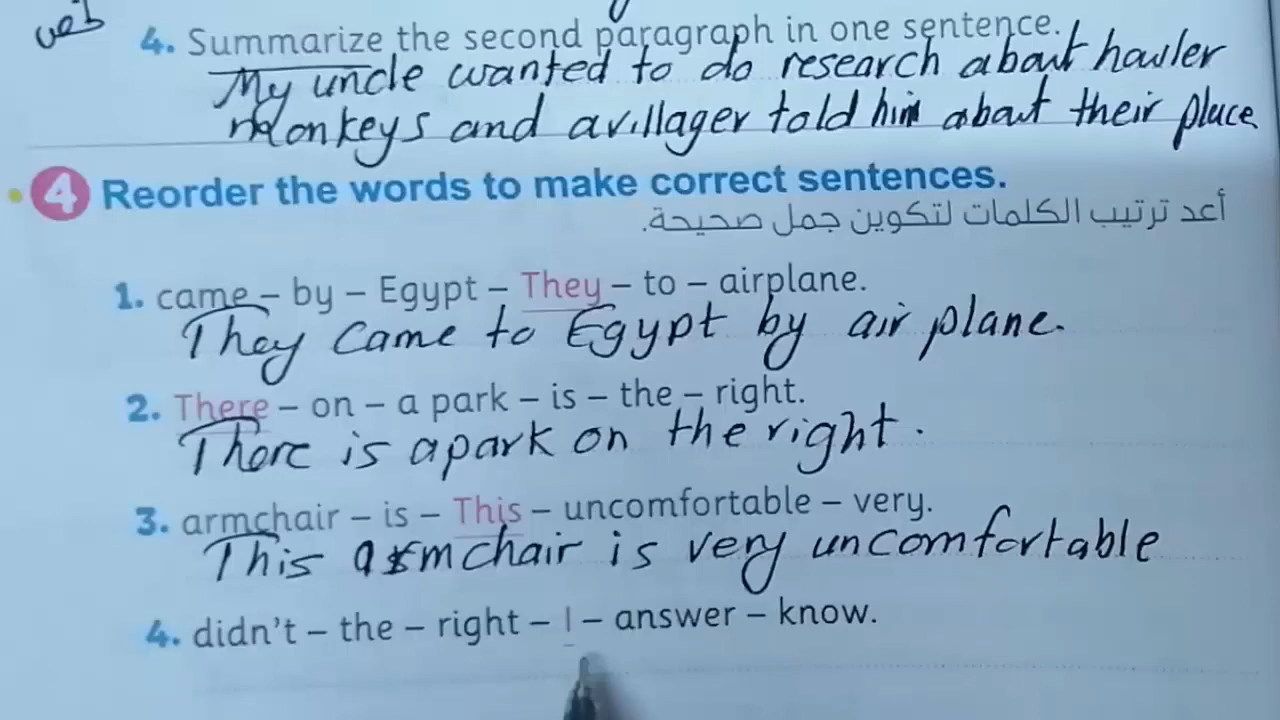 web
4. Summarize the second paragraph in one sentence.
My uncle wanted to do research about howler
monkeys and a villager told him about their place
4 Reorder the words to make correct sentences.
أعد ترتيب الكلمات لتكوين جمل صحيحة.
1. came – by – Egypt – They – to – airplane.
They came to Egypt by air plane.
2. There – on – a park – is – the – right.
There is a park on the right.
3. armchair – is – This – uncomfortable – very.
This armchair is very uncomfortable
4. didn't – the – right – I – answer – know.